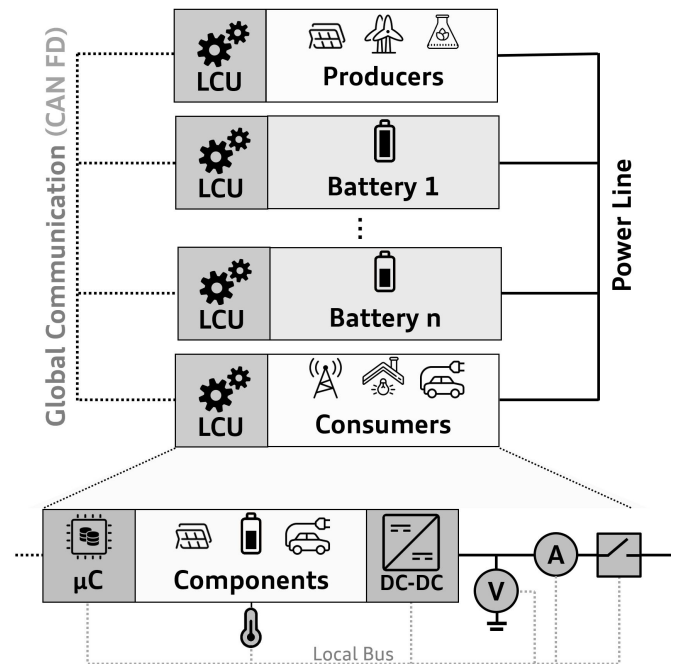 Global Communication (CAN FD)
LCU
Producers
LCU
Battery 1
LCU
Battery n
LCU
Consumers
Power Line
µC
Components
DC-DC
A
V
Local Bus